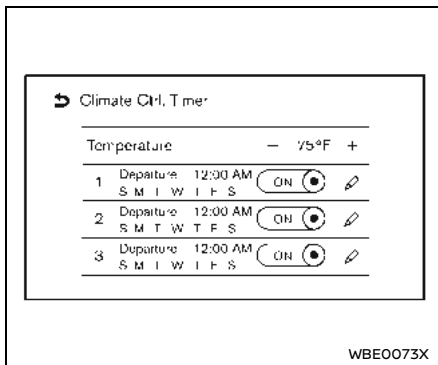 Climate Ctrl. Timer
Temperature − 75°F +
1 Departure 12:00 AM ON
S M T W T F S
2 Departure 12:00 AM ON
S M T W T F S
3 Departure 12:00 AM ON
S M T W T F S
WBE0073X